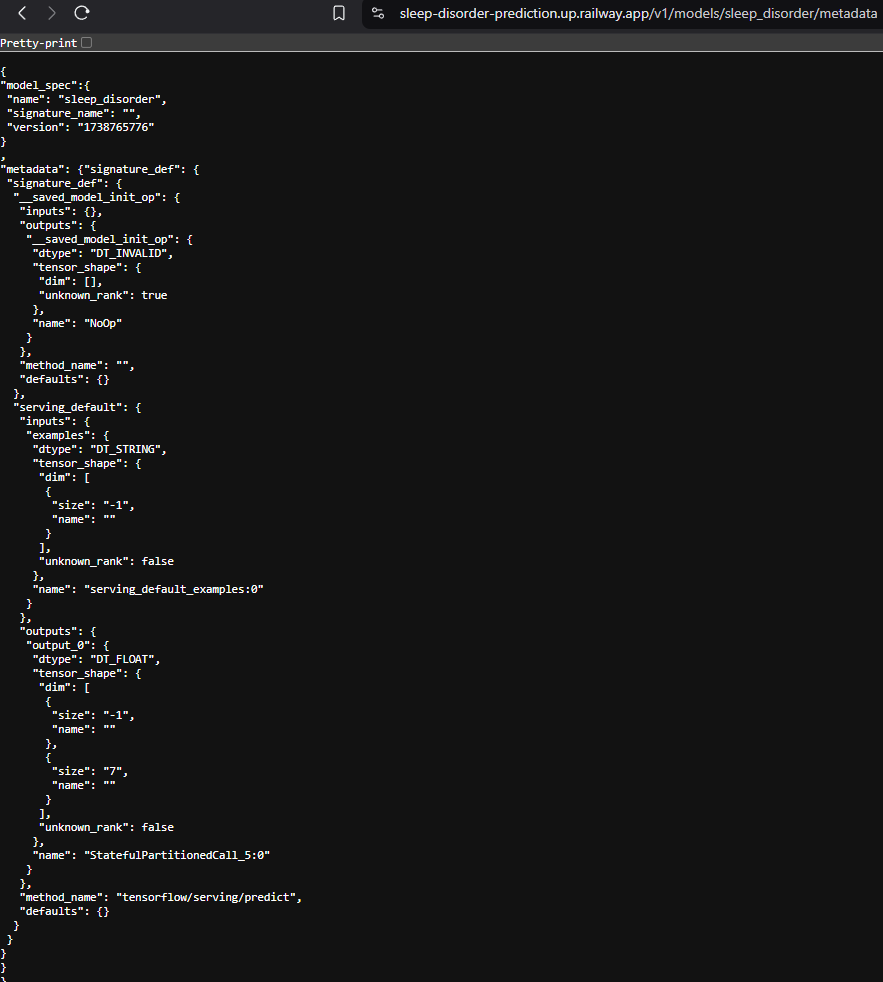 sleep-disorder-prediction.up.railway.app/v1/models/sleep_disorder/metadata
Pretty-print
{
"model_spec":{
 "name": "sleep_disorder",
 "signature_name": "",
 "version": "1738765776"
}
,
"metadata": {"signature_def": {
 "signature_def": {
  "__saved_model_init_op": {
   "inputs": {},
   "outputs": {
    "__saved_model_init_op": {
     "dtype": "DT_INVALID",
     "tensor_shape": {
      "dim": [],
      "unknown_rank": true
     },
     "name": "NoOp"
    }
   },
   "method_name": "",
   "defaults": {}
  },
  "serving_default": {
   "inputs": {
    "examples": {
     "dtype": "DT_STRING",
     "tensor_shape": {
      "dim": [
       {
        "size": "-1",
        "name": ""
       }
      ],
      "unknown_rank": false
     },
     "name": "serving_default_examples:0"
    }
   },
   "outputs": {
    "output_0": {
     "dtype": "DT_FLOAT",
     "tensor_shape": {
      "dim": [
       {
        "size": "-1",
        "name": ""
       },
       {
        "size": "7",
        "name": ""
       }
      ],
      "unknown_rank": false
     },
     "name": "StatefulPartitionedCall_5:0"
    }
   },
   "method_name": "tensorflow/serving/predict",
   "defaults": {}
  }
 }
}
}
}